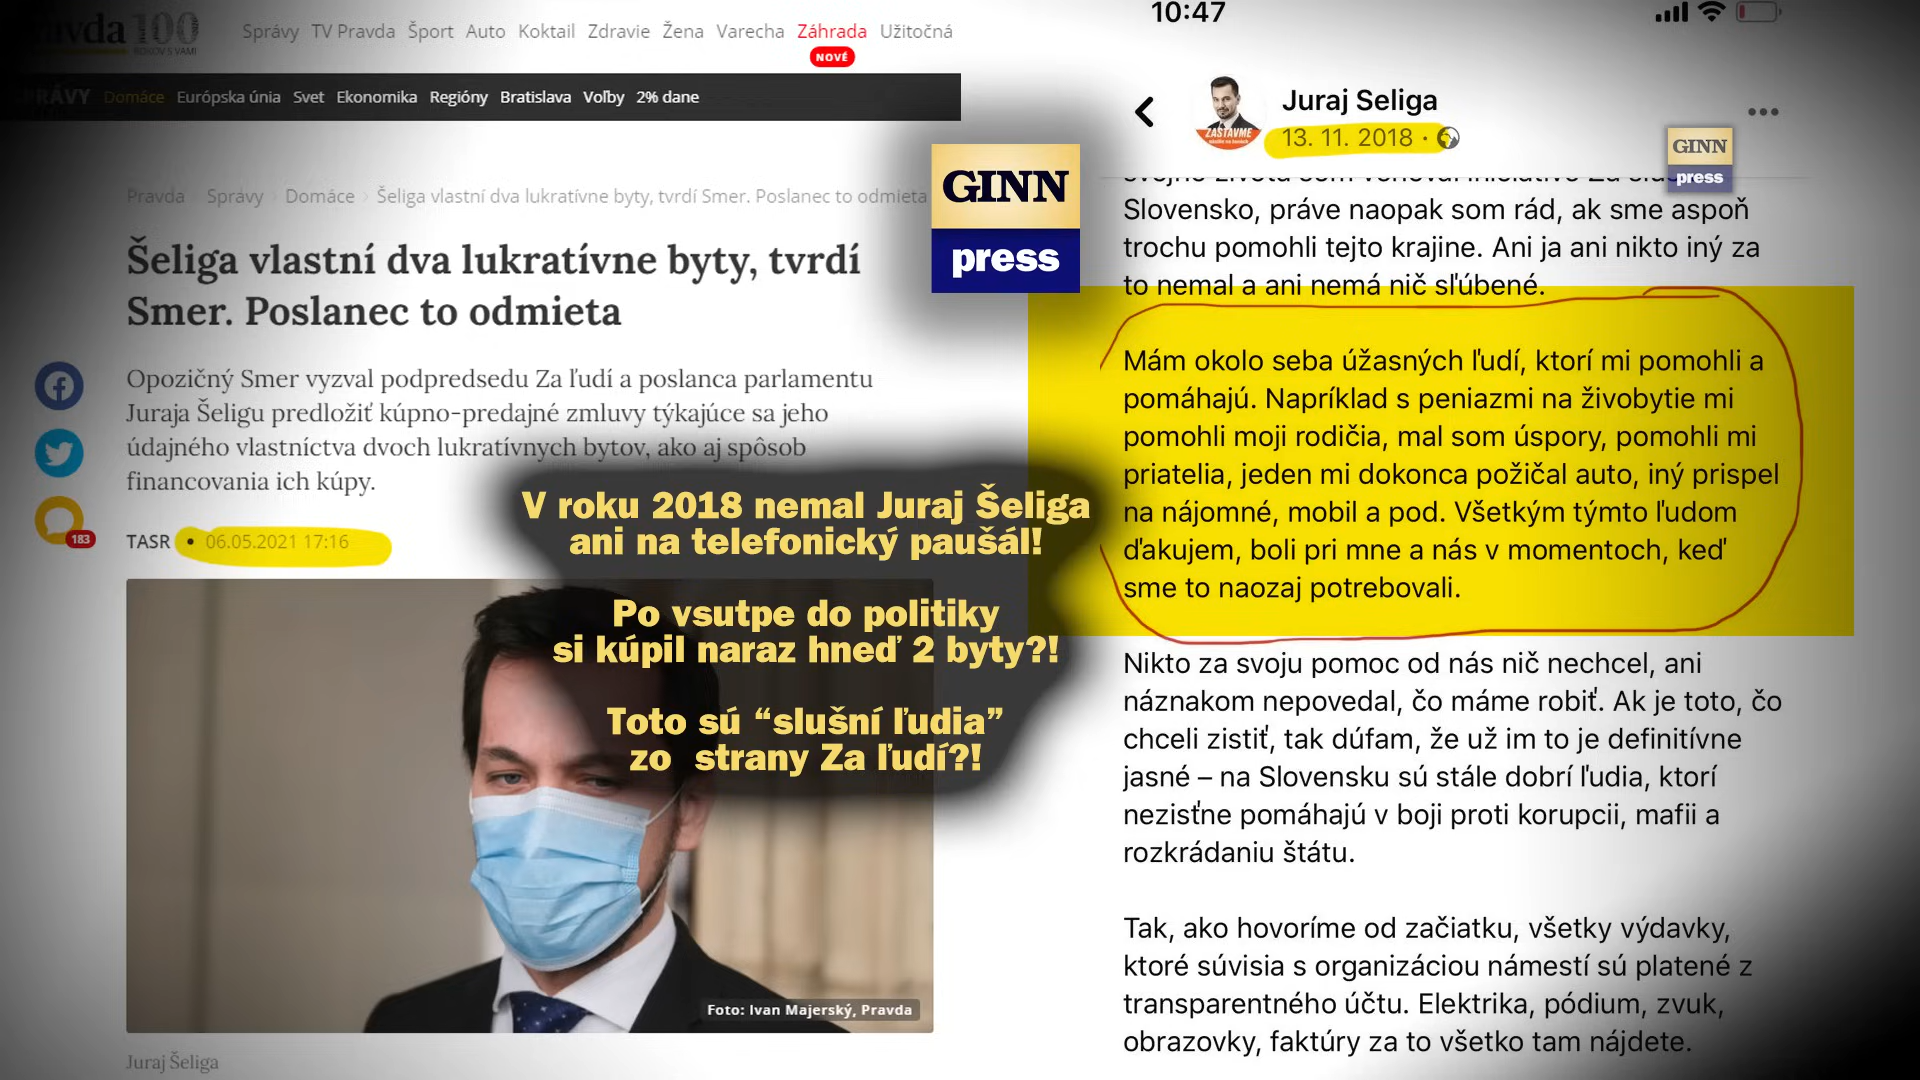 100
ROKOV S VAMI
Správy TV Pravda Šport Auto Koktail Zdravie Žena Varecha Záhrada Užitočná
NOVÉ
Domáce Európska únia Svet Ekonomika Regióny Bratislava Voľby 2% dane
Pravda Správy Domáce Šeliga vlastní dva lukratívne byty, tvrdí Smer. Poslanec to odmieta
Šeliga vlastní dva lukratívne byty, tvrdí
Smer. Poslanec to odmieta
Opozičný Smer vyzval podpredsedu Za ľudí a poslanca parlamentu
Juraja Šeligu predložiť kúpno-predajné zmluvy týkajúce sa jeho
údajného vlastníctva dvoch lukratívnych bytov, ako aj spôsob
financovania ich kúpy.
183
TASR • 06.05.2021 17:16
Foto: Ivan Majerský, Pravda
Juraj Šeliga
GINN
press
V roku 2018 nemal Juraj Šeliga
ani na telefonický paušál!
Po vsutpe do politiky
si kúpil naraz hneď 2 byty?!
Toto sú “slušní ľudia”
zo strany Za ľudí?!
10:47
Juraj Seliga
13. 11. 2018 ·
ZASTAVME
GINN
press
Slovensko, práve naopak som rád, ak sme aspoň
trochu pomohli tejto krajine. Ani ja ani nikto iný za
to nemal a ani nemá nič sľúbené.
Mám okolo seba úžasných ľudí, ktorí mi pomohli a
pomáhajú. Napríklad s peniazmi na živobytie mi
pomohli moji rodičia, mal som úspory, pomohli mi
priatelia, jeden mi dokonca požičal auto, iný prispel
na nájomné, mobil a pod. Všetkým týmto ľudom
ďakujem, boli pri mne a nás v momentoch, keď
sme to naozaj potrebovali.
Nikto za svoju pomoc od nás nič nechcel, ani
náznakom nepovedal, čo máme robiť. Ak je toto, čo
chceli zistiť, tak dúfam, že už im to je definitívne
jasné – na Slovensku sú stále dobrí ľudia, ktorí
nezisťne pomáhajú v boji proti korupcii, mafii a
rozkrádaniu štátu.
Tak, ako hovoríme od začiatku, všetky výdavky,
ktoré súvisia s organizáciou námestí sú platené z
transparentného účtu. Elektrika, pódium, zvuk,
obrazovky, faktúry za to všetko tam nájdete.